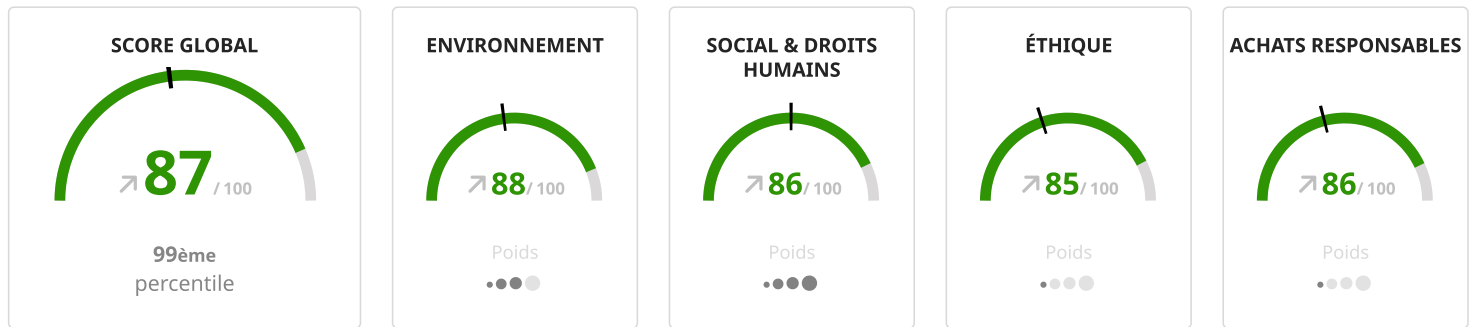 SCORE GLOBAL
87 / 100
99ème
percentile
ENVIRONNEMENT
88 / 100
Poids
SOCIAL & DROITS
HUMAINS
86 / 100
Poids
ÉTHIQUE
85 / 100
Poids
ACHATS RESPONSABLES
86 / 100
Poids